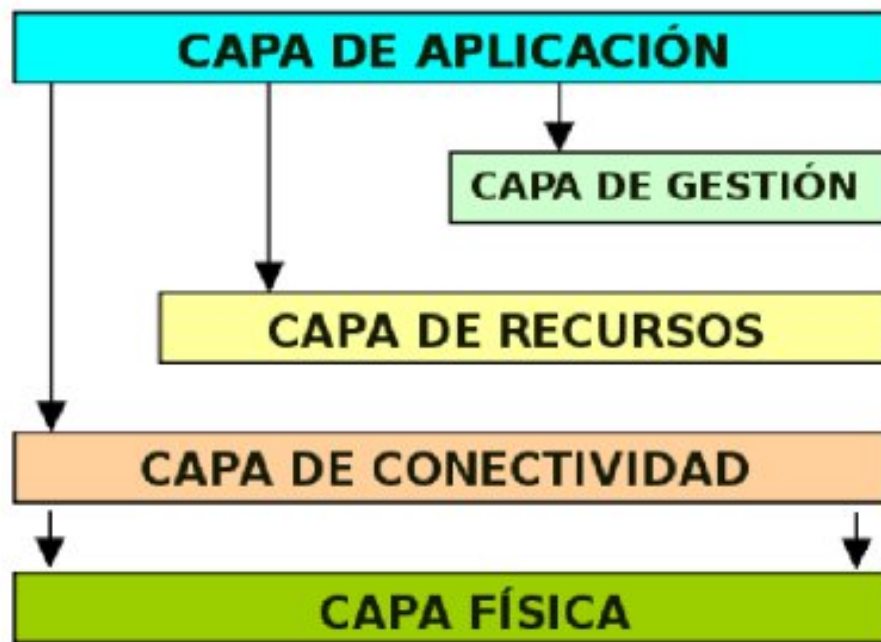 CAPA DE APLICACIÓN
CAPA DE GESTIÓN
CAPA DE RECURSOS
CAPA DE CONECTIVIDAD
CAPA FÍSICA